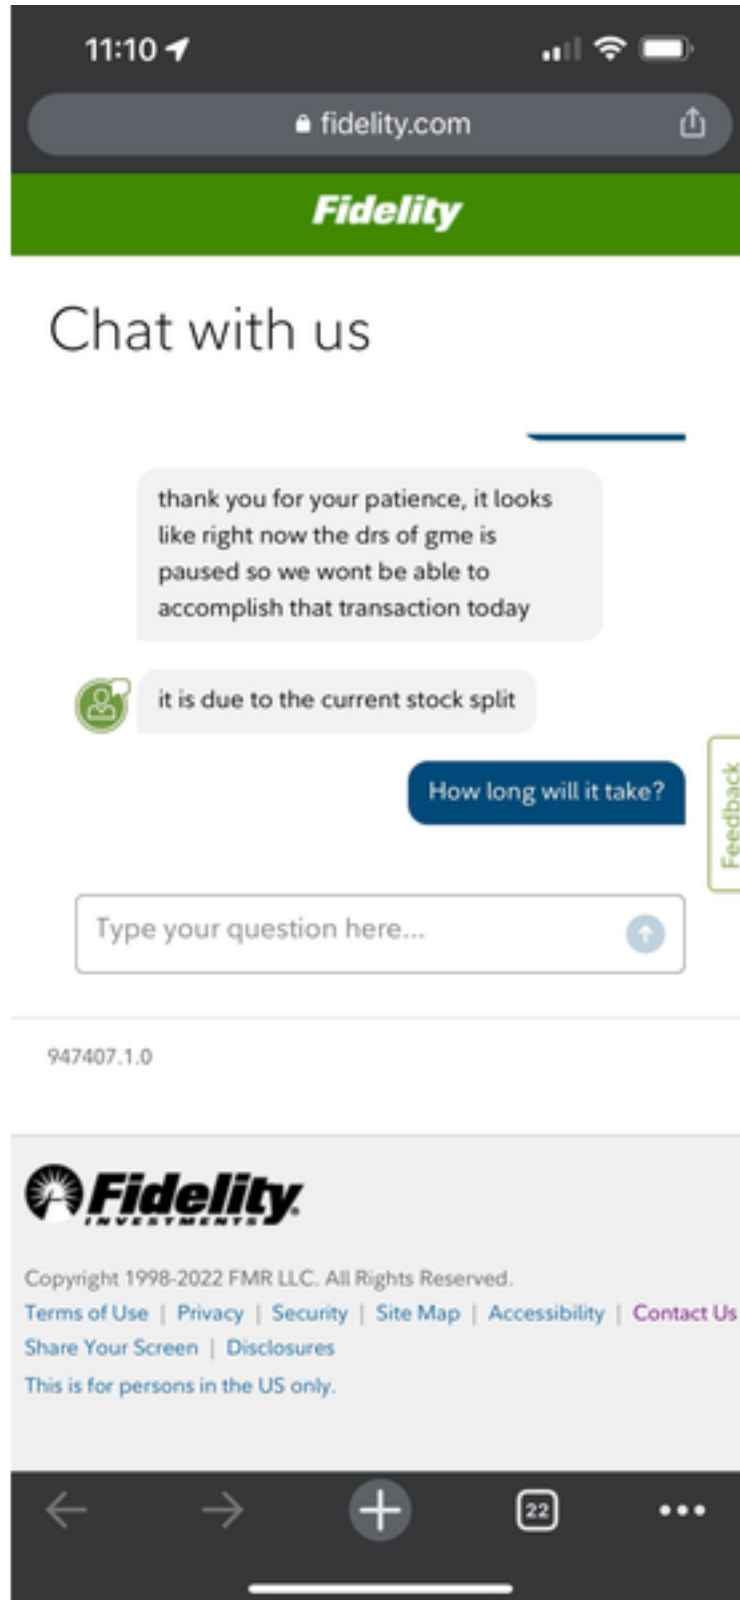 11:10
fidelity.com
Fidelity
Chat with us
thank you for your patience, it looks
like right now the drs of gme is
paused so we wont be able to
accomplish that transaction today
it is due to the current stock split
How long will it take?
Feedback
Type your question here...
947407.1.0
Fidelity
INVESTMENTS
Copyright 1998-2022 FMR LLC. All Rights Reserved.
Terms of Use | Privacy | Security | Site Map | Accessibility | Contact Us
Share Your Screen | Disclosures
This is for persons in the US only.
22